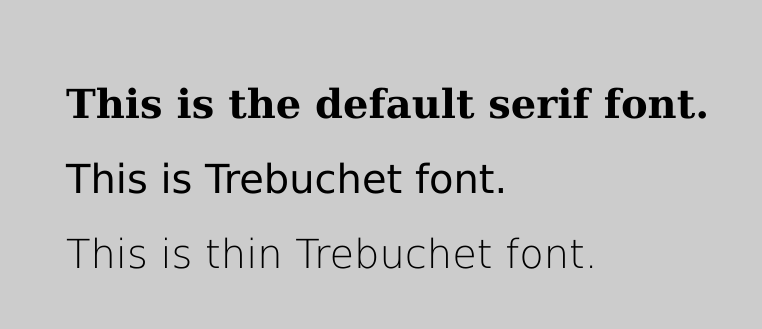 This is the default serif font.
This is Trebuchet font.
This is thin Trebuchet font.